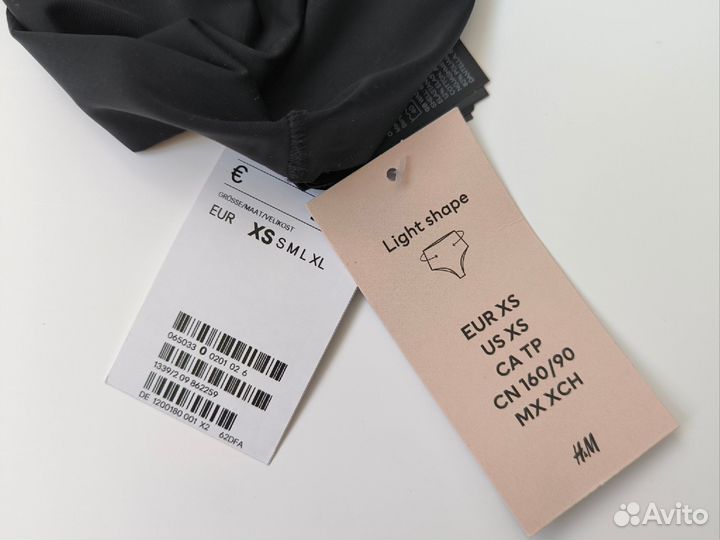 €
GRÖSSE/MAAT/VELIKOST
EUR XS S M L XL
065033 0 0201 02 6
1339/2 09 862259
DE 1200180 001 X2 62DFA
Light shape
EUR XS
US XS
CA TP
CN 160/90
MX XCH
H&M
Avito